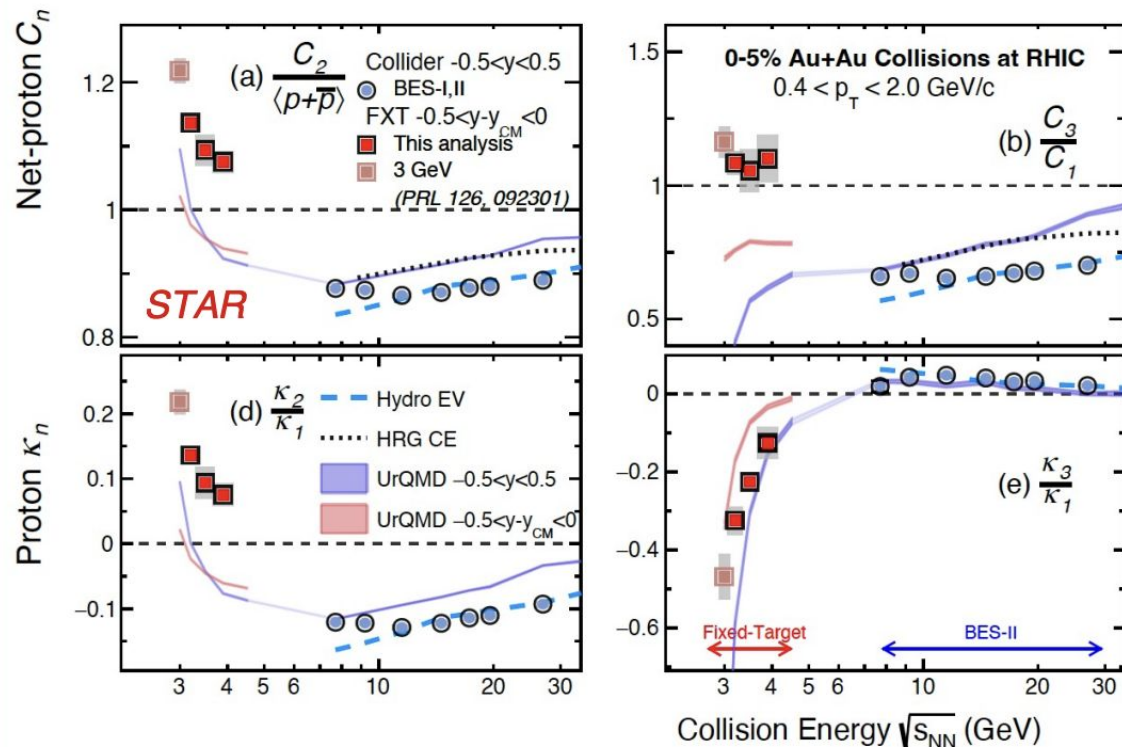 Net-proton Cₙ
1.2
1
0.8
(a) C₂ / ⟨p+p̅⟩
Collider -0.5<y<0.5
BES-I,II
FXT -0.5<y-y_CM<0
This analysis
3 GeV
(PRL 126, 092301)
STAR
1.5
1
0.5
0-5% Au+Au Collisions at RHIC
0.4 < p_T < 2.0 GeV/c
(b) C₃ / C₁
Proton κₙ
0.2
0.1
0
−0.1
(d) κ₂ / κ₁
Hydro EV
HRG CE
UrQMD −0.5<y<0.5
UrQMD −0.5<y-y_CM<0
3 4 5 6 10 20 30
0
−0.2
−0.4
−0.6
(e) κ₃ / κ₁
Fixed-Target
BES-II
3 4 5 6 10 20 30
Collision Energy √s_NN (GeV)